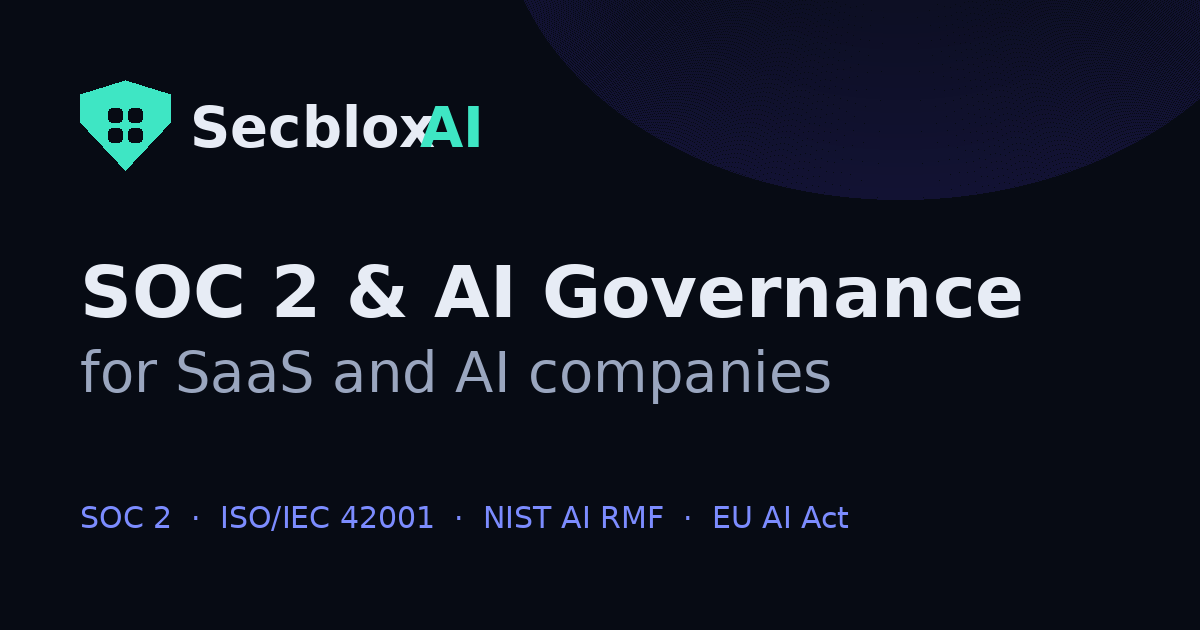 SecbloxAI
SOC 2 & AI Governance
for SaaS and AI companies
SOC 2 · ISO/IEC 42001 · NIST AI RMF · EU AI Act